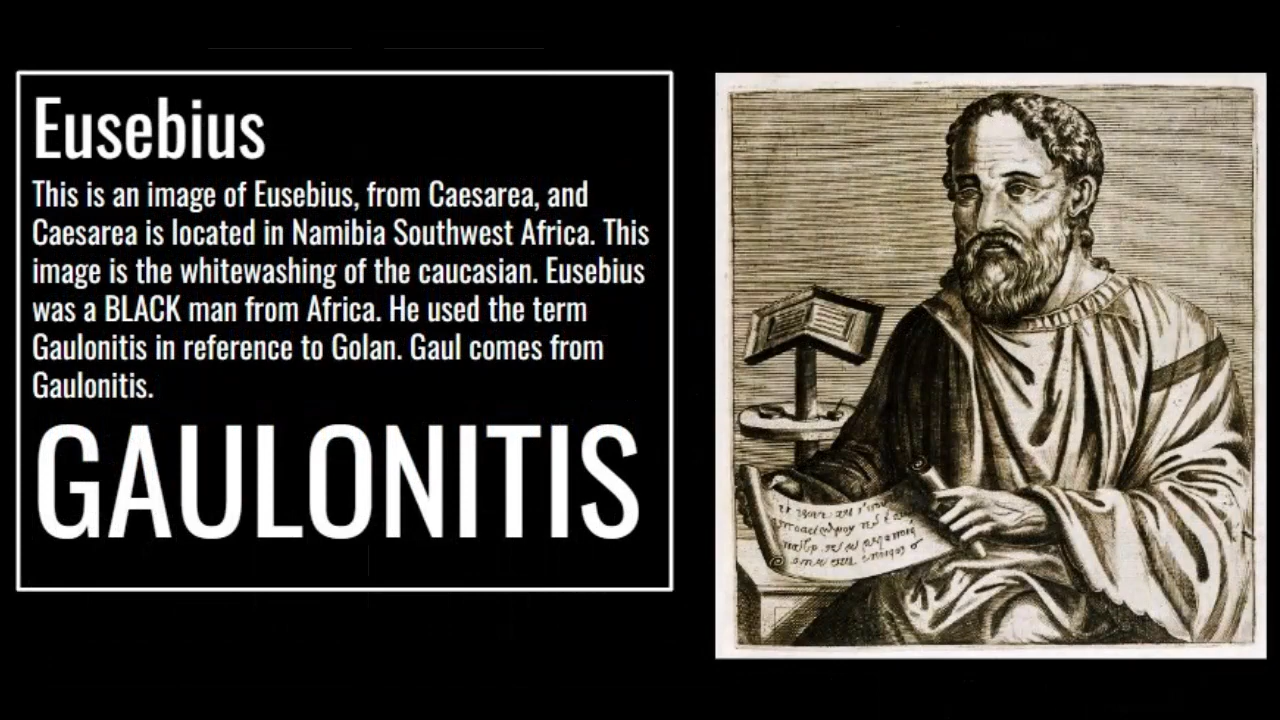 Eusebius
This is an image of Eusebius, from Caesarea, and
Caesarea is located in Namibia Southwest Africa. This
image is the whitewashing of the caucasian. Eusebius
was a BLACK man from Africa. He used the term
Gaulonitis in reference to Golan. Gaul comes from
Gaulonitis.
GAULONITIS